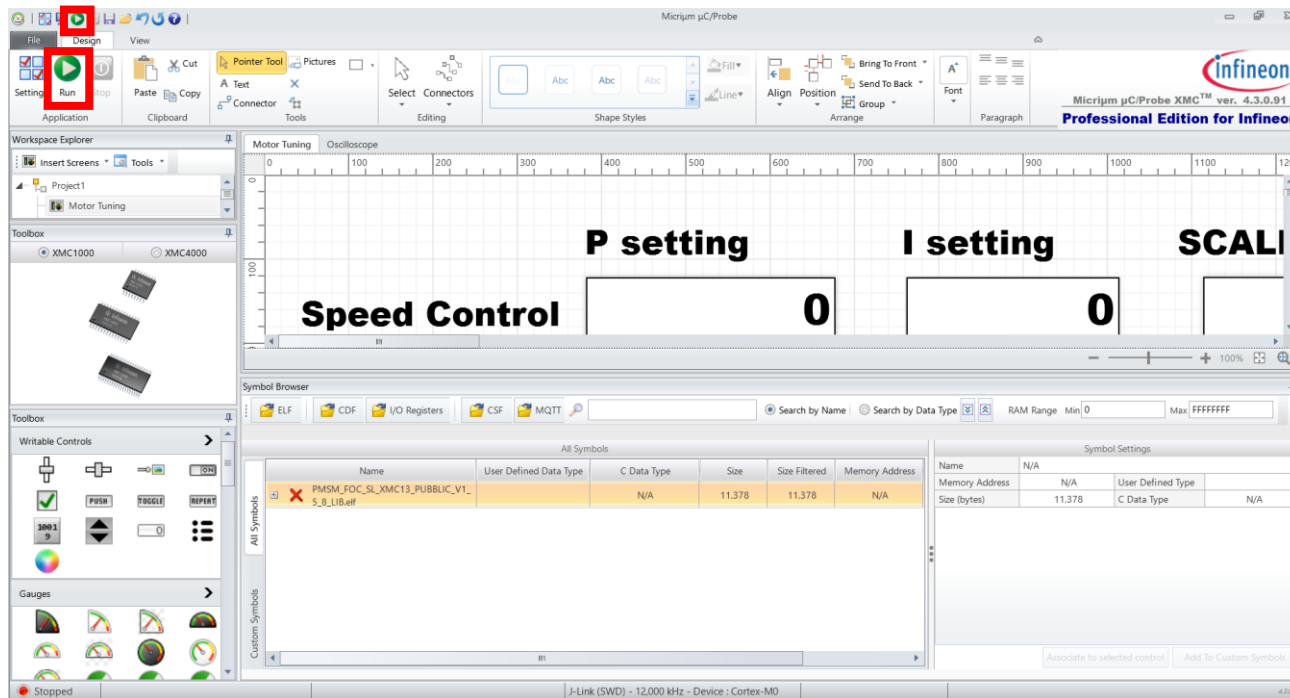 Micriµm µC/Probe
File Design View
Setting Run Stop
Application
Paste Cut
Copy
Clipboard
Pointer Tool Pictures
A Text
Connector
Tools
Select Connectors
Editing
Abc Abc Abc Abc
Fill
Line
Shape Styles
Align Position
Bring To Front
Send To Back
Group
Arrange
A
Font
Paragraph
infineon
Micriµm µC/Probe XMC™ ver. 4.3.0.91
Professional Edition for Infineon
Workspace Explorer
Insert Screens Tools
Project1
Motor Tuning
Toolbox
XMC1000 XMC4000
Motor Tuning Oscilloscope
0 100 200 300 400 500 600 700 800 900 1000 1100
0
100
P setting I setting
Speed Control 0 0
100%
Toolbox
Writable Controls
ON
PUSH TOGGLE REPEAT
1001
9
0
Gauges
Symbol Browser
ELF CDF I/O Registers CSF MQTT Search by Name Search by Data Type RAM Range Min 0 Max FFFFFFFF
All Symbols
Name User Defined Data Type C Data Type Size Size Filtered Memory Address
PMSM_FOC_SL_XMC13_PUBBLIC_V1_
5_8_LIB.elf N/A 11,378 11,378 N/A
All Symbols
Custom Symbols
Symbol Settings
Name N/A
Memory Address N/A User Defined Type
Size (bytes) 11,378 C Data Type N/A
Associate to selected control Add To Custom Symbols
Stopped J-Link (SWD) - 12,000 kHz - Device : Cortex-M0